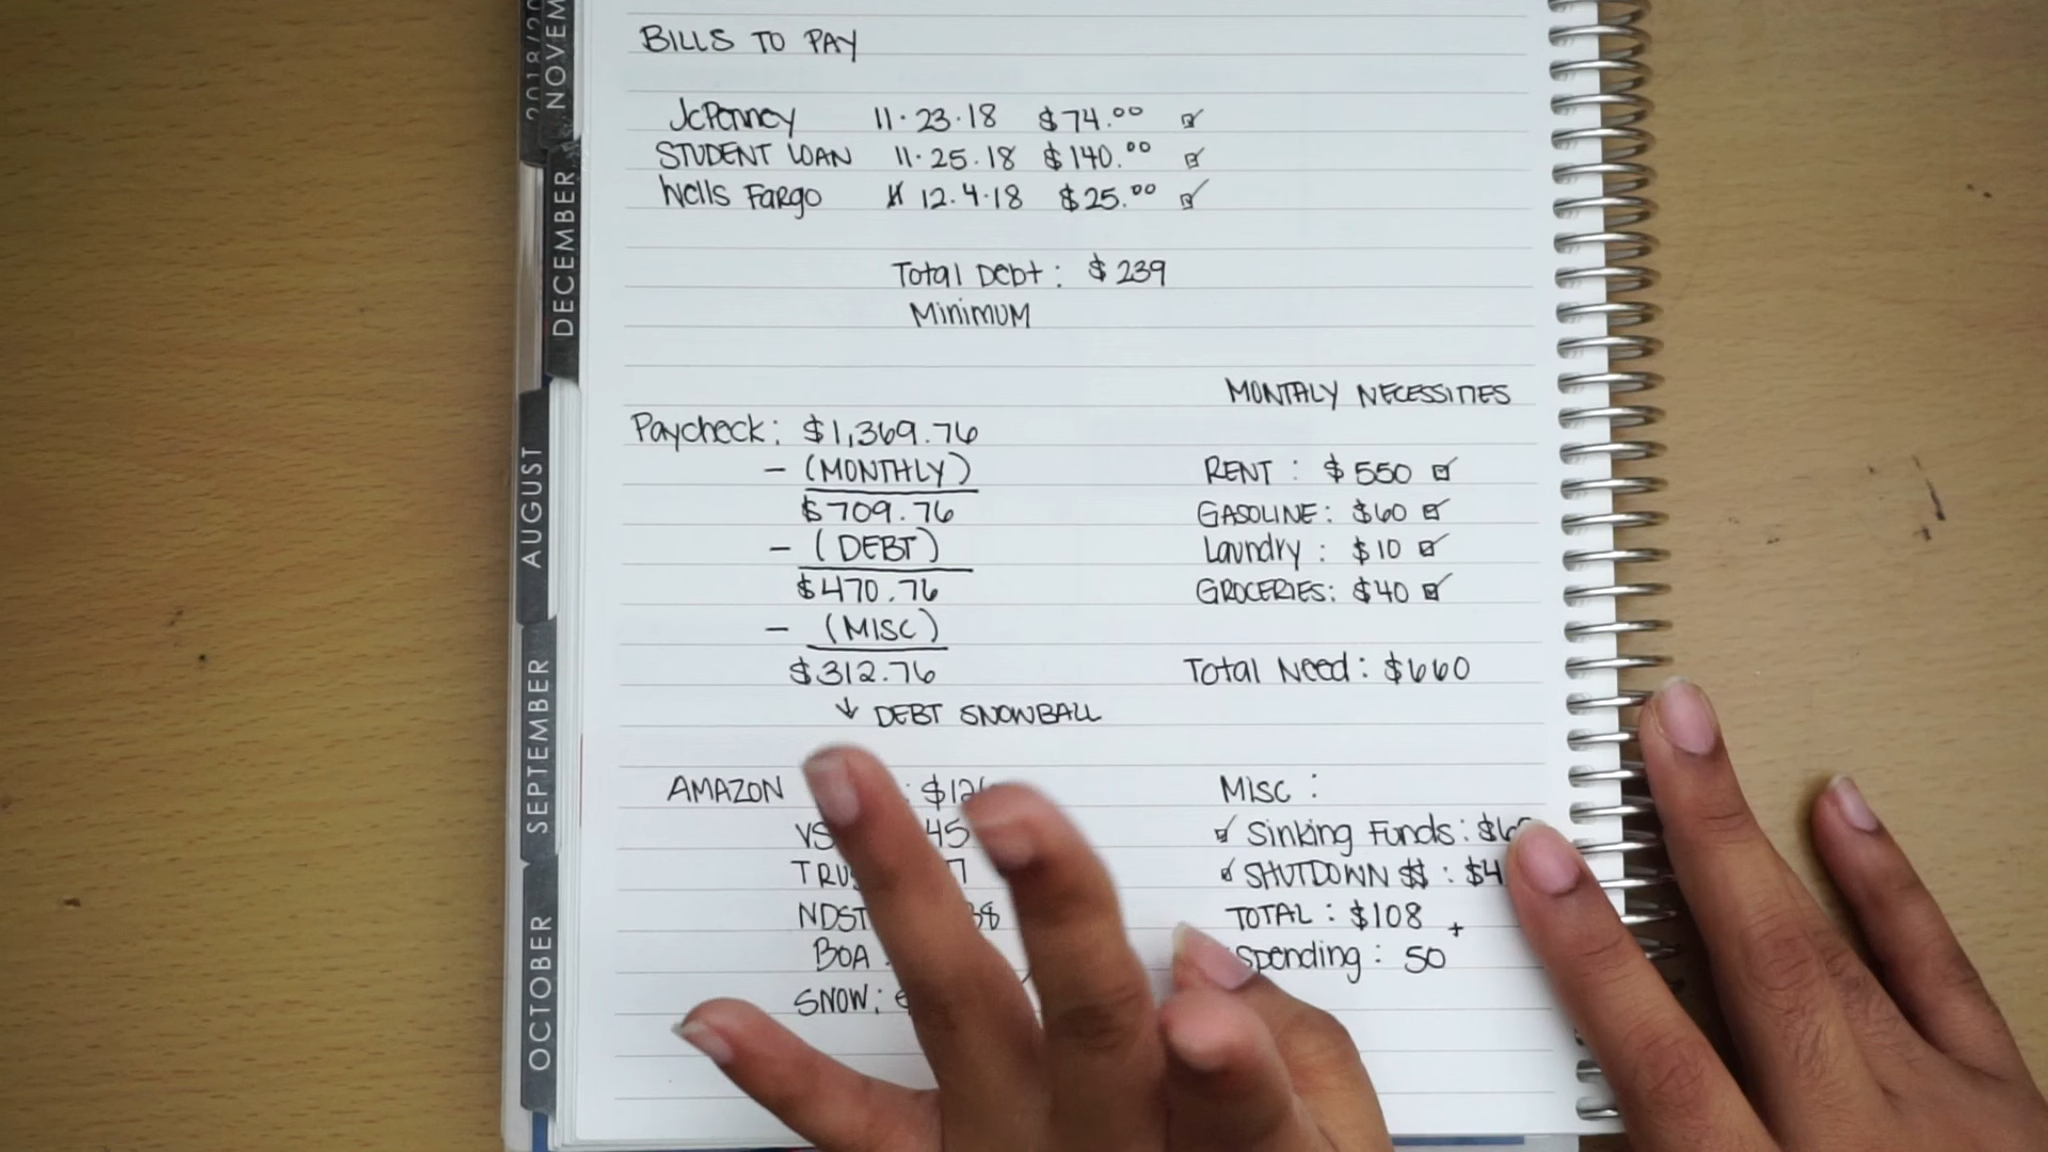 BILLS TO PAY
JcPenney 11·23·18 $74.00
STUDENT LOAN 11·25·18 $140.00
Wells Fargo 12·4·18 $25.00
Total Debt: $239
Minimum
MONTHLY NECESSITIES
Paycheck: $1,369.76
- (MONTHLY)
$709.76
- (DEBT)
$470.76
- (MISC)
$312.76
↓ DEBT SNOWBALL
RENT: $550
GASOLINE: $60
Laundry: $10
GROCERIES: $40
Total Need: $660
AMAZON
BOA
SNOW:
MISC:
Sinking Funds:
SHUTDOWN $$:
TOTAL: $108 +
spending: 50
2018/20
NOVEM
DECEMBER
AUGUST
SEPTEMBER
OCTOBER